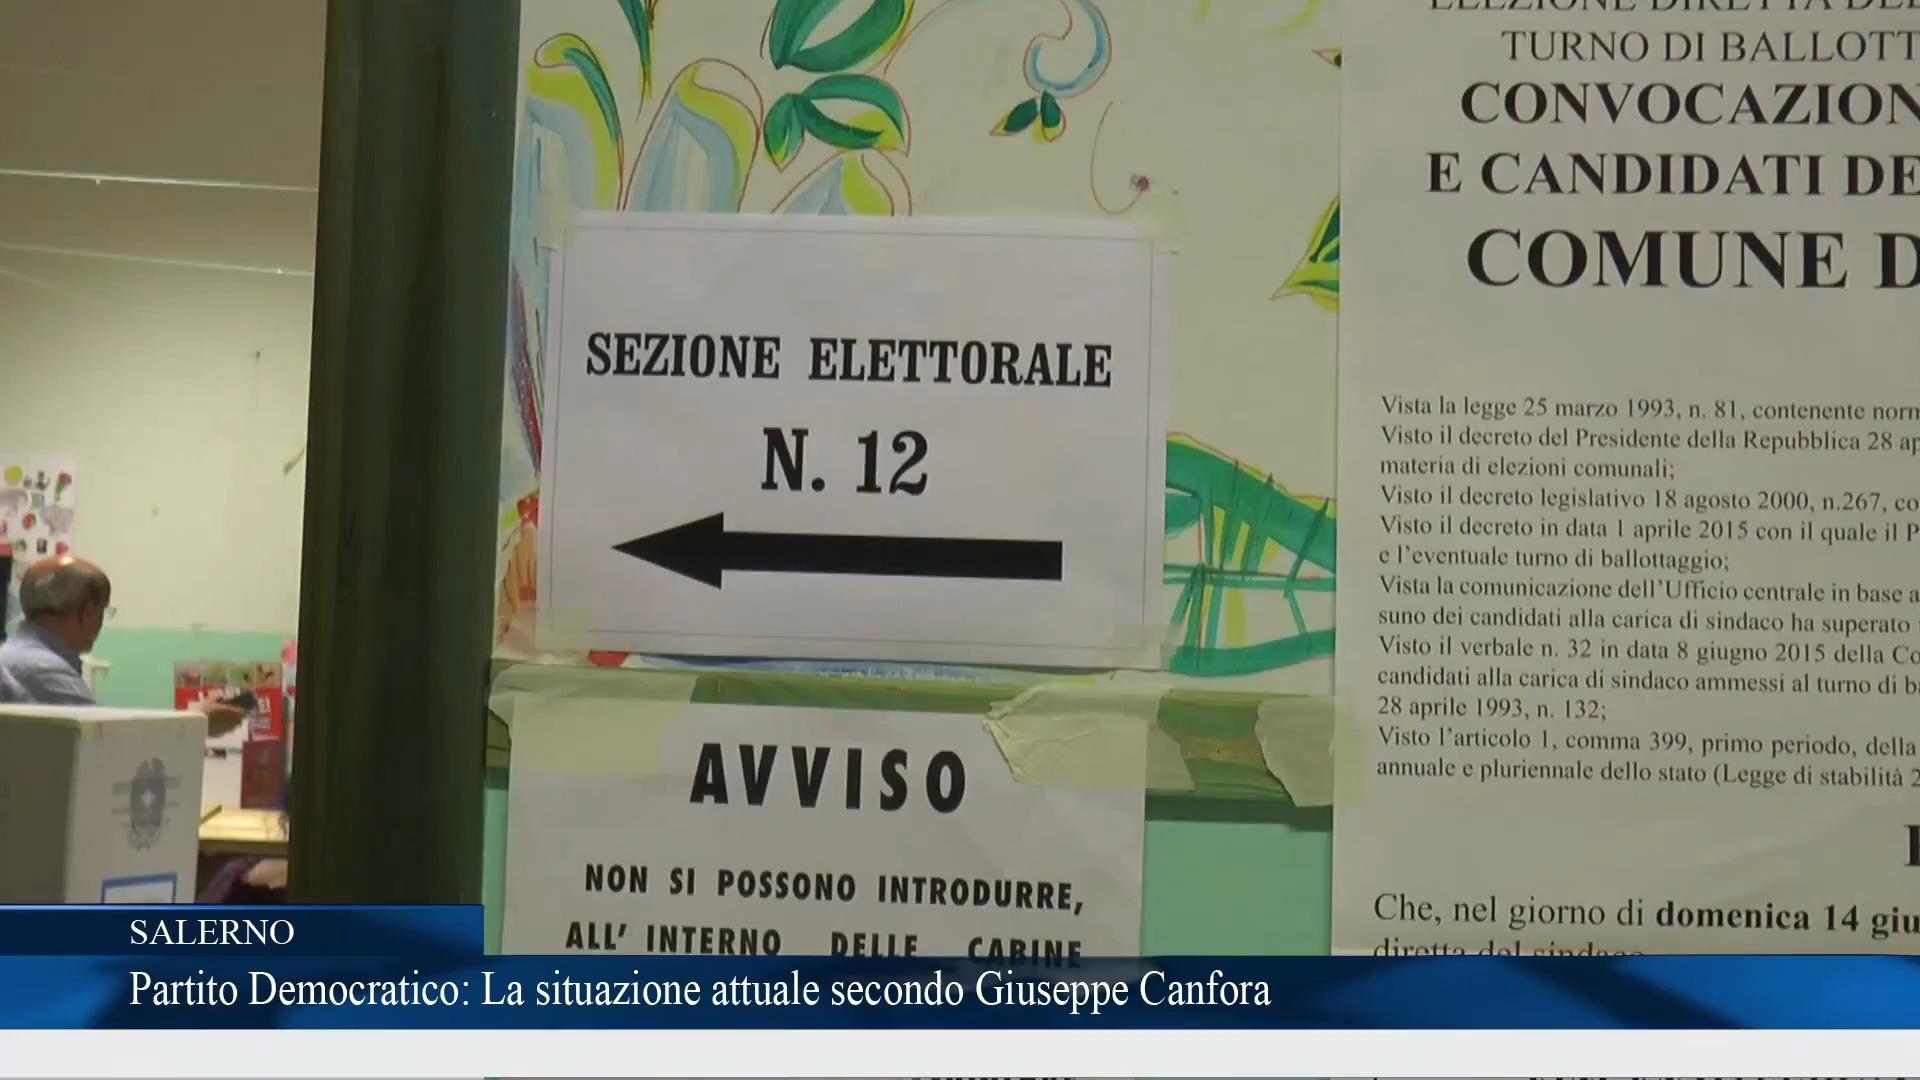 SEZIONE ELETTORALE
N. 12
AVVISO
NON SI POSSONO INTRODURRE,
ALL' INTERNO DELLE CABINE
ELEZIONE DIRETTA DEL
TURNO DI BALLOTT
CONVOCAZION
E CANDIDATI DE
COMUNE D
Vista la legge 25 marzo 1993, n. 81, contenente norm
Visto il decreto del Presidente della Repubblica 28 ap
materia di elezioni comunali;
Visto il decreto legislativo 18 agosto 2000, n.267, co
Visto il decreto in data 1 aprile 2015 con il quale il P
e l'eventuale turno di ballottaggio;
Vista la comunicazione dell'Ufficio centrale in base a
suno dei candidati alla carica di sindaco ha superato
Visto il verbale n. 32 in data 8 giugno 2015 della Co
candidati alla carica di sindaco ammessi al turno di ba
28 aprile 1993, n. 132;
Visto l'articolo 1, comma 399, primo periodo, della
annuale e pluriennale dello stato (Legge di stabilità 2
Che, nel giorno di domenica 14 giu
diretta del sindaco
SALERNO
Partito Democratico: La situazione attuale secondo Giuseppe Canfora